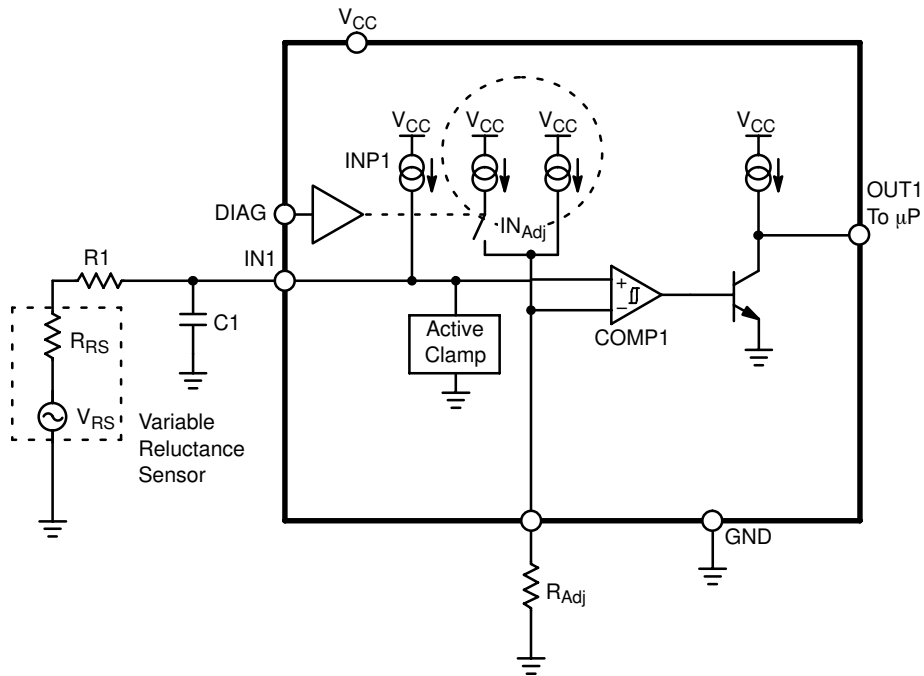 VCC
VCC
VCC
VCC
VCC
INP1
OUT1
To μP
DIAG
INAdj
IN1
R1
+
−
C1
COMP1
Active
Clamp
RRS
VRS
Variable
Reluctance
Sensor
GND
RAdj